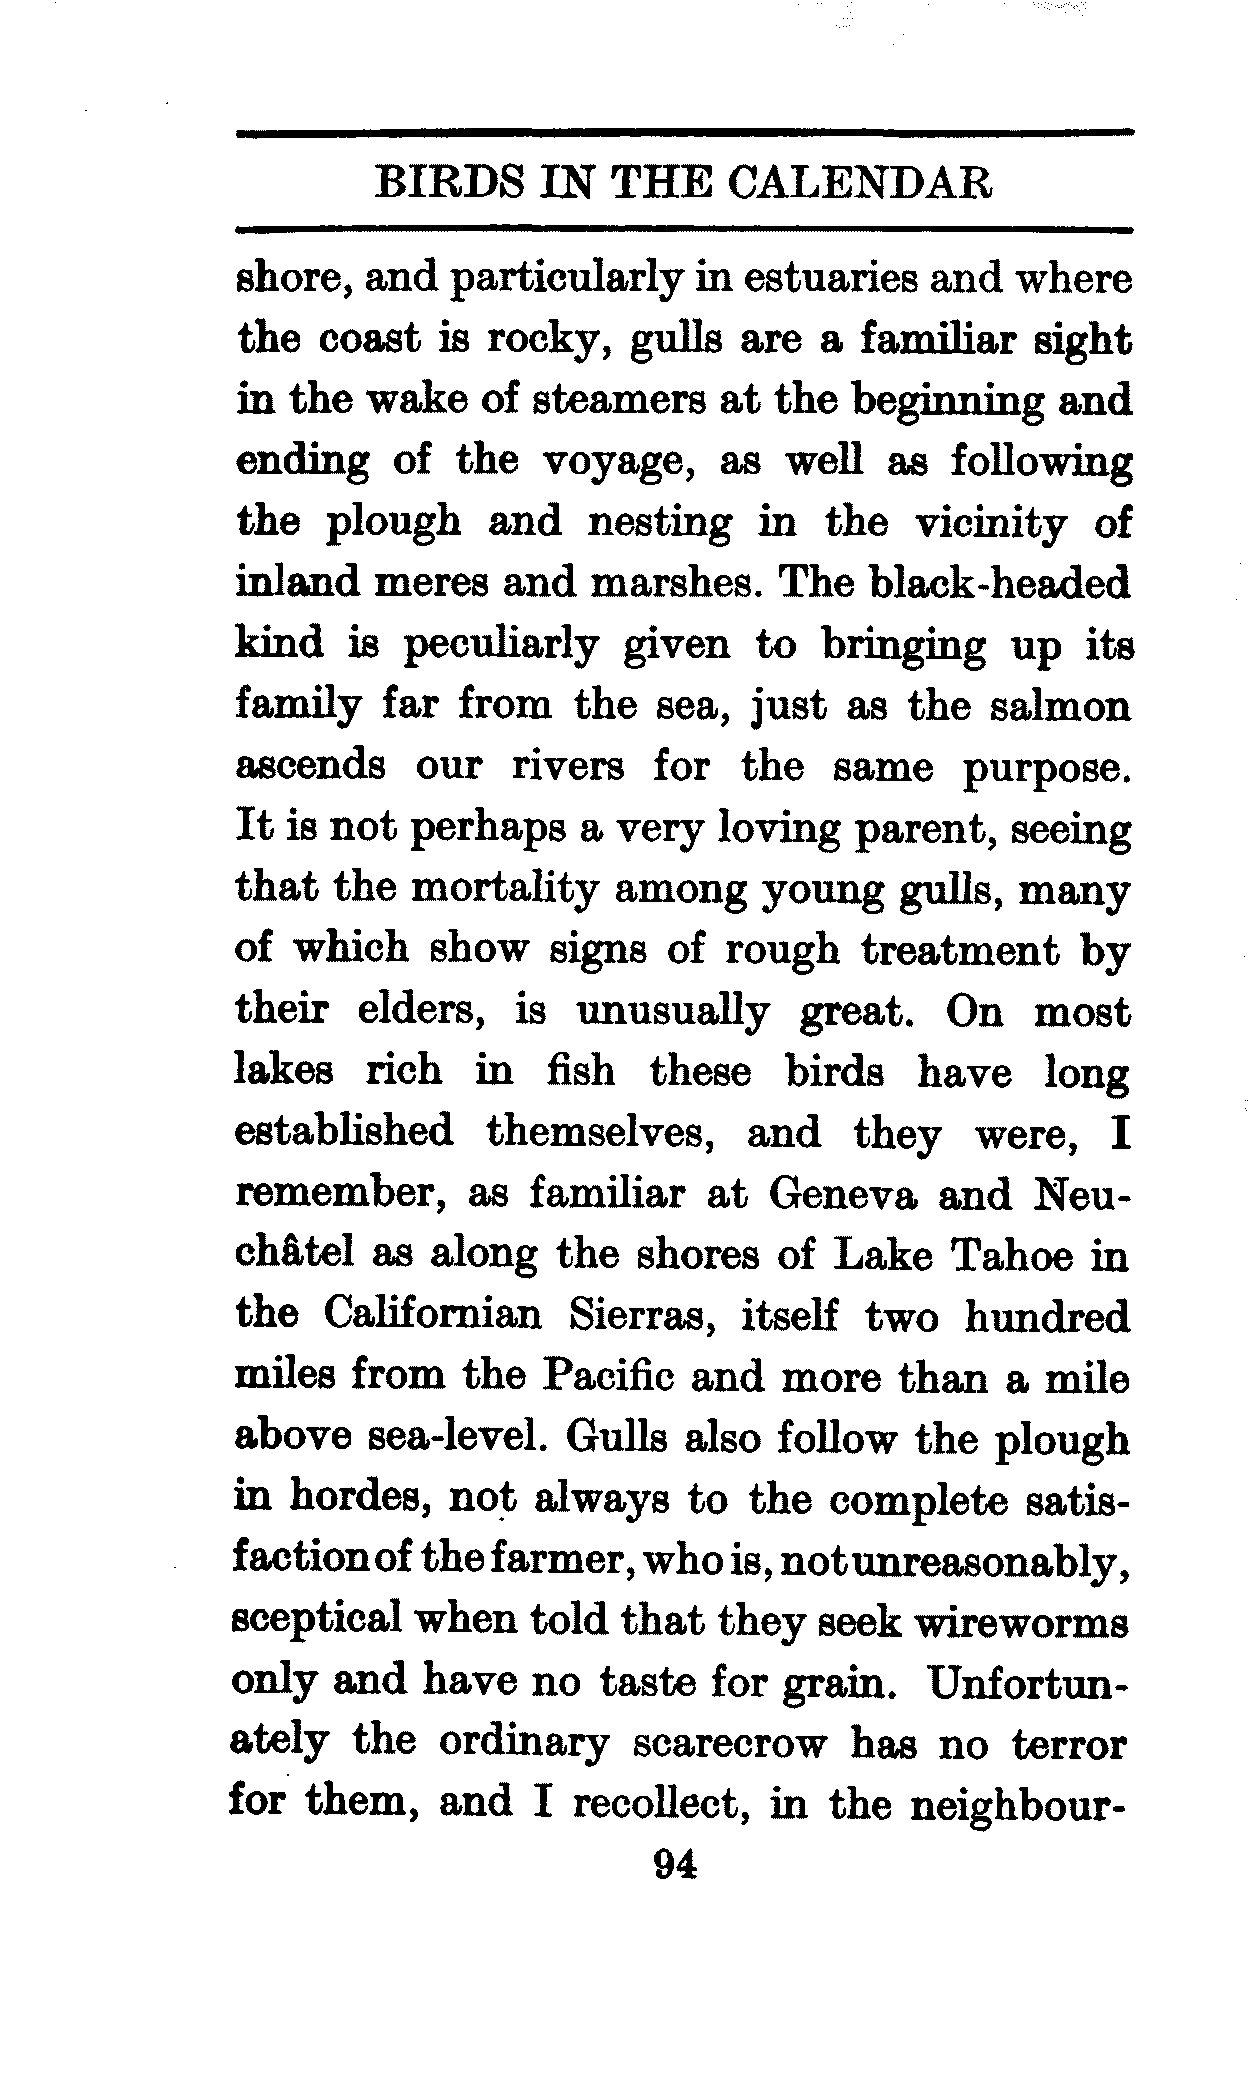 BIRDS IN THE CALENDAR
shore, and particularly in estuaries and where
the coast is rocky, gulls are a familiar sight
in the wake of steamers at the beginning and
ending of the voyage, as well as following
the plough and nesting in the vicinity of
inland meres and marshes. The black-headed
kind is peculiarly given to bringing up its
family far from the sea, just as the salmon
ascends our rivers for the same purpose.
It is not perhaps a very loving parent, seeing
that the mortality among young gulls, many
of which show signs of rough treatment by
their elders, is unusually great. On most
lakes rich in fish these birds have long
established themselves, and they were, I
remember, as familiar at Geneva and Neu-
châtel as along the shores of Lake Tahoe in
the Californian Sierras, itself two hundred
miles from the Pacific and more than a mile
above sea-level. Gulls also follow the plough
in hordes, not always to the complete satis-
faction of the farmer, who is, not unreasonably,
sceptical when told that they seek wireworms
only and have no taste for grain. Unfortun-
ately the ordinary scarecrow has no terror
for them, and I recollect, in the neighbour-
94